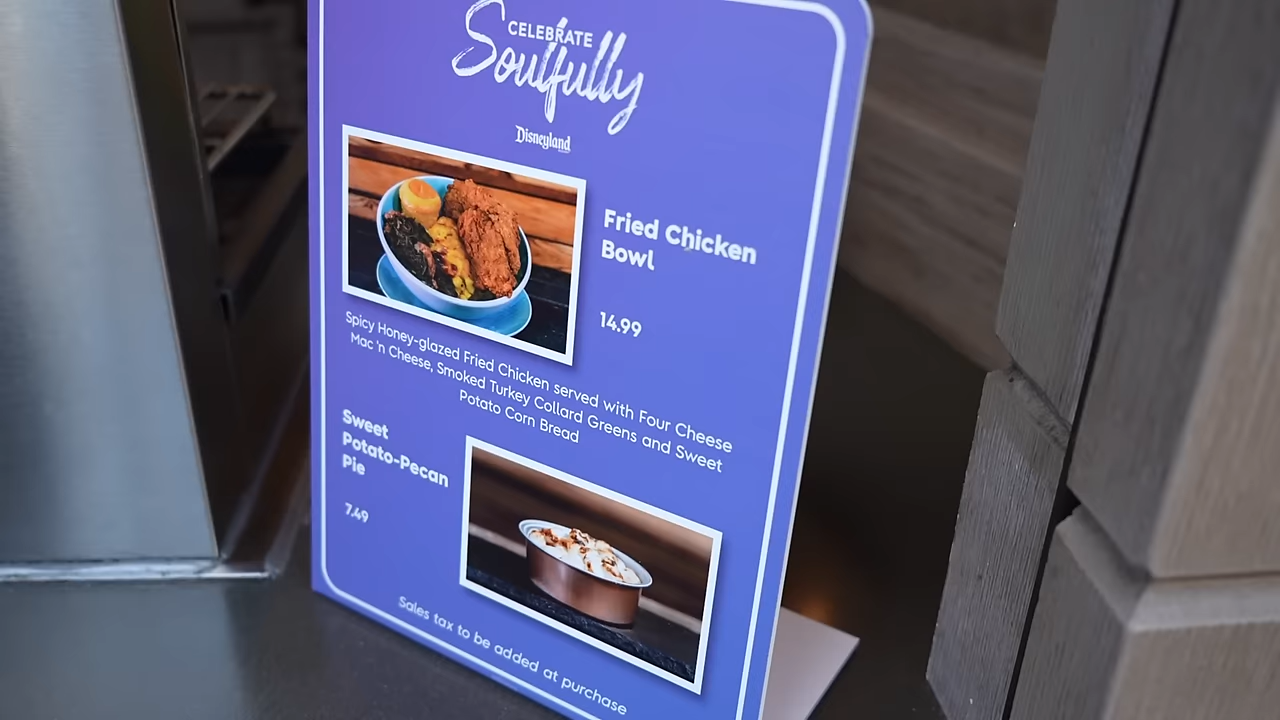 CELEBRATE
Soulfully
Disneyland
Fried Chicken
Bowl
14.99
Spicy Honey-glazed Fried Chicken served with Four Cheese
Mac 'n Cheese, Smoked Turkey Collard Greens and Sweet
Potato Corn Bread
Sweet
Potato-Pecan
Pie
7.49
Sales tax to be added at purchase